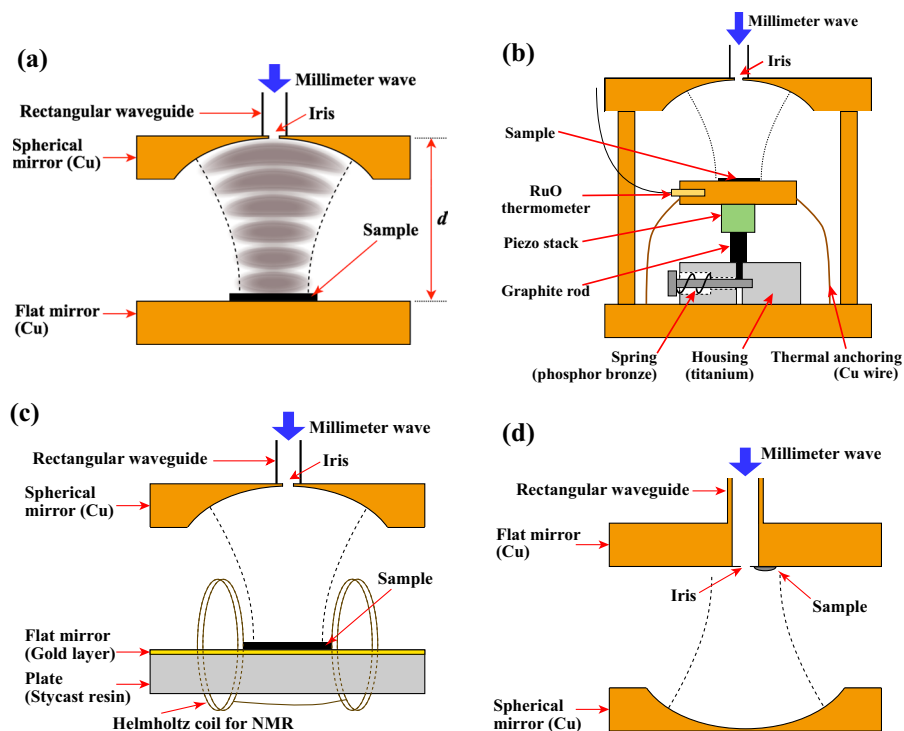 (a)
Millimeter wave
Rectangular waveguide
Iris
Spherical
mirror (Cu)
d
Sample
Flat mirror
(Cu)
(b)
Millimeter wave
Iris
Sample
RuO
thermometer
Piezo stack
Graphite rod
Spring
(phosphor bronze)
Housing
(titanium)
Thermal anchoring
(Cu wire)
(c)
Millimeter wave
Rectangular waveguide
Iris
Spherical
mirror (Cu)
Sample
Flat mirror
(Gold layer)
Plate
(Stycast resin)
Helmholtz coil for NMR
(d)
Millimeter wave
Rectangular waveguide
Flat mirror
(Cu)
Iris
Sample
Spherical
mirror (Cu)